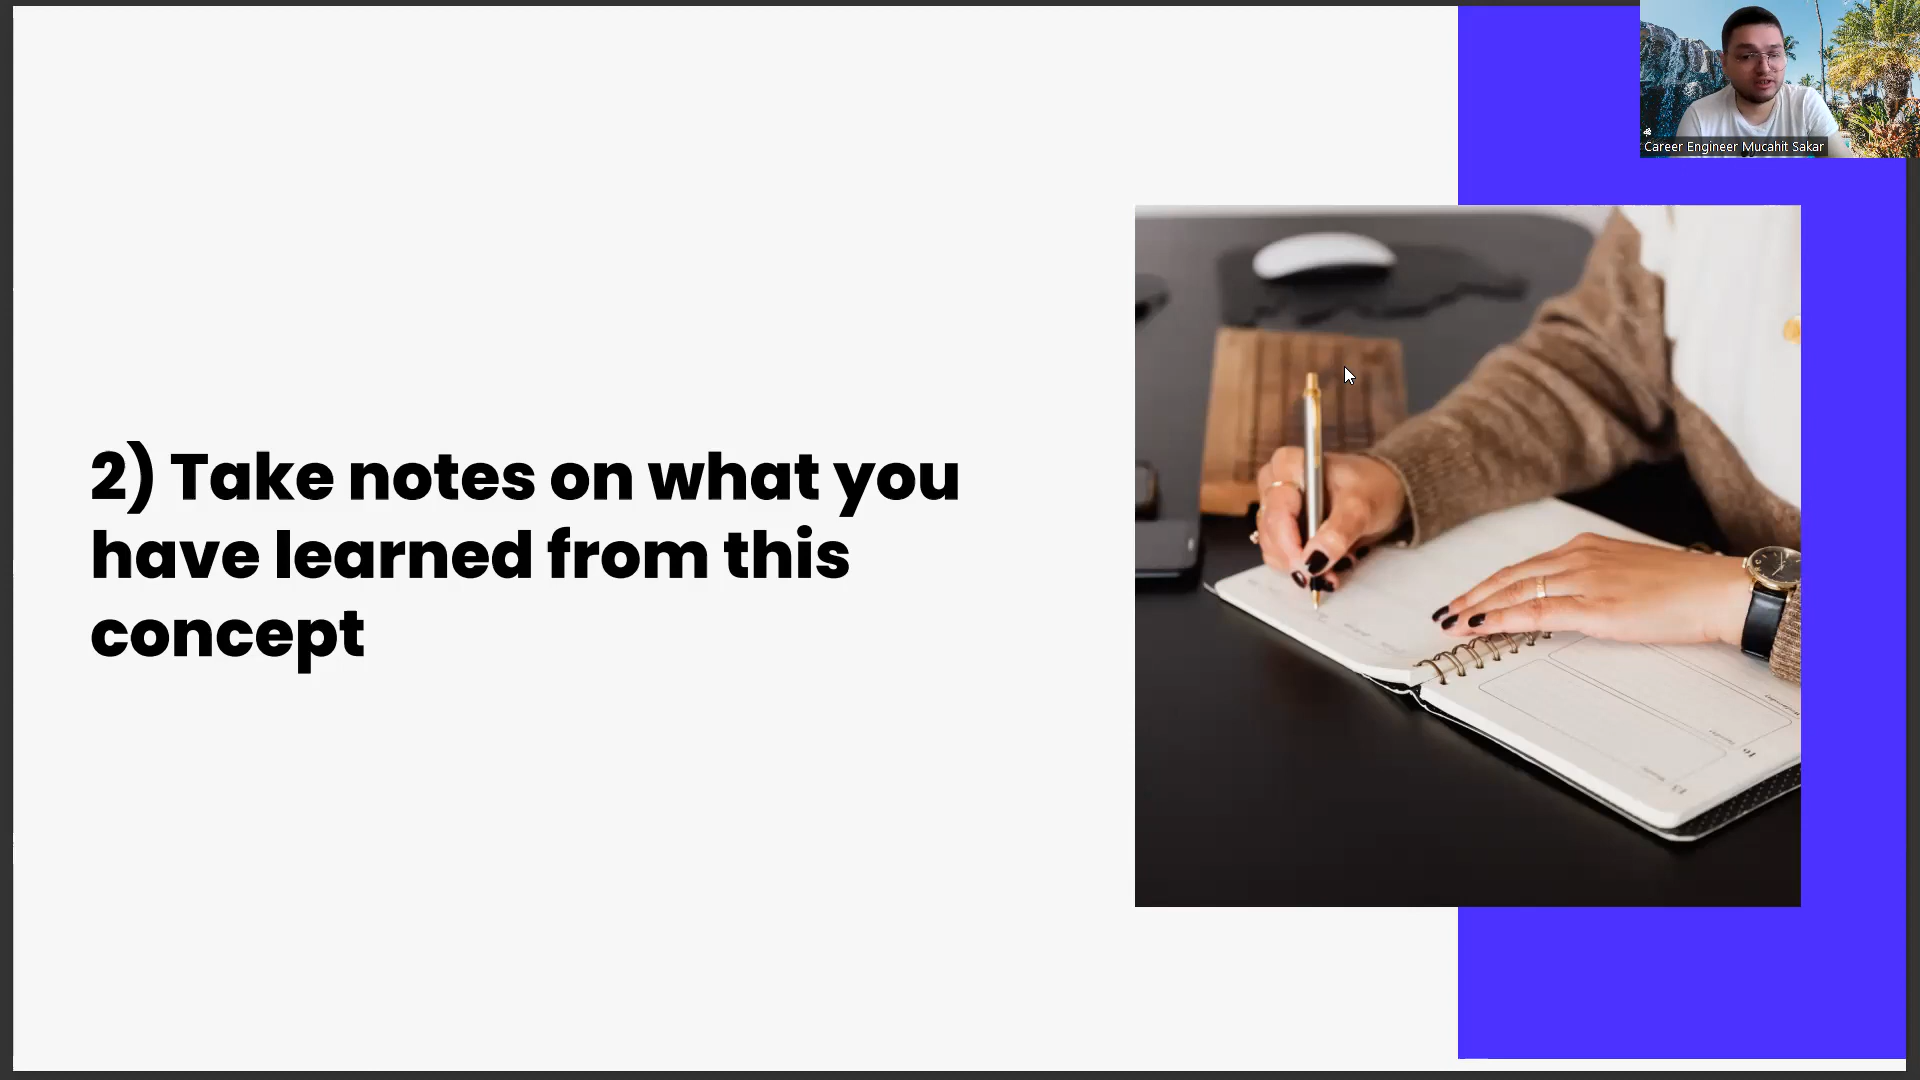 Career Engineer Mucahit Sakar
2) Take notes on what you
have learned from this
concept